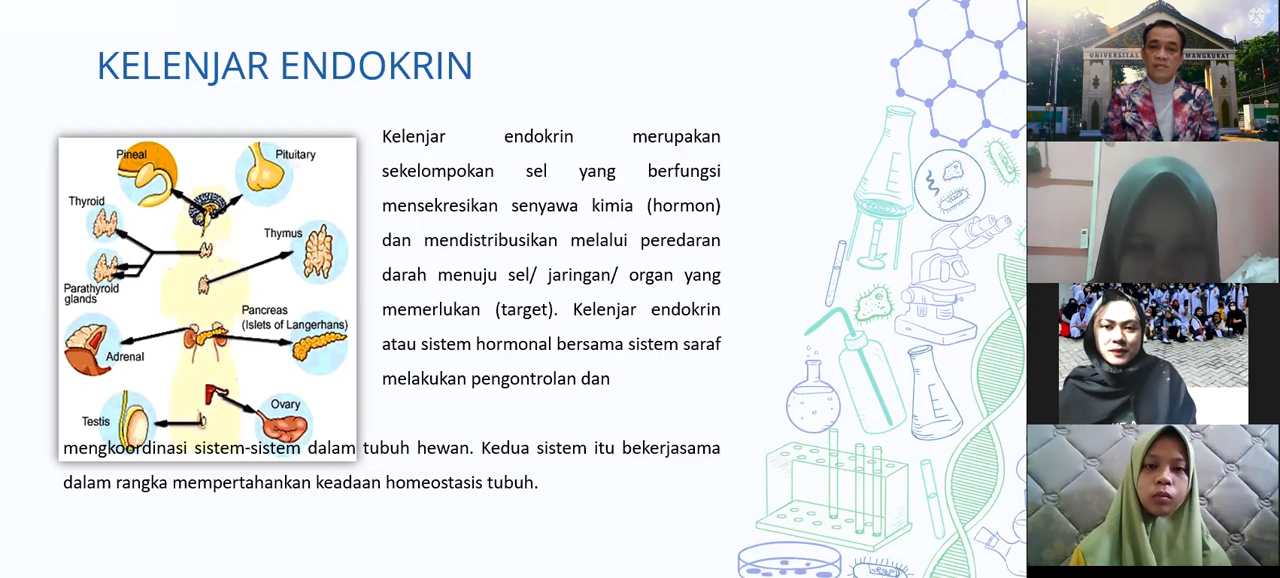 KELENJAR ENDOKRIN
Pineal
Pituitary
Thyroid
Thymus
Parathyroid
glands
Pancreas
(Islets of Langerhans)
Adrenal
Ovary
Testis
Kelenjar endokrin merupakan
sekelompokan sel yang berfungsi
mensekresikan senyawa kimia (hormon)
dan mendistribusikan melalui peredaran
darah menuju sel/ jaringan/ organ yang
memerlukan (target). Kelenjar endokrin
atau sistem hormonal bersama sistem saraf
melakukan pengontrolan dan
mengkoordinasi sistem-sistem dalam tubuh hewan. Kedua sistem itu bekerjasama
dalam rangka mempertahankan keadaan homeostasis tubuh.
UNIVERSITAS MANGKURAT